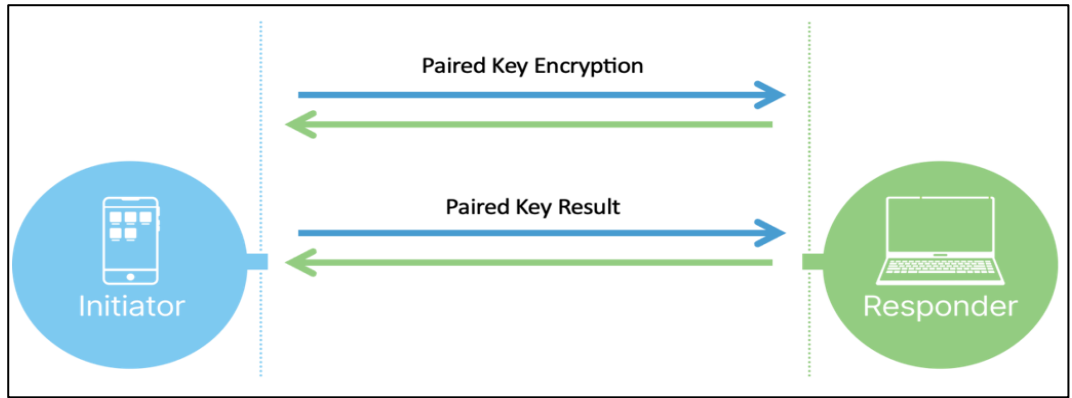 Paired Key Encryption
Paired Key Result
Initiator
Responder